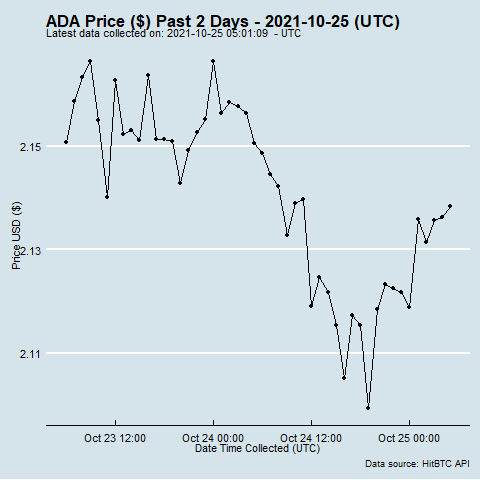 ADA Price ($) Past 2 Days - 2021-10-25 (UTC)
Latest data collected on: 2021-10-25 05:01:09 - UTC
Price USD ($)
2.15
2.13
2.11
Oct 23 12:00
Oct 24 00:00
Oct 24 12:00
Oct 25 00:00
Date Time Collected (UTC)
Data source: HitBTC API